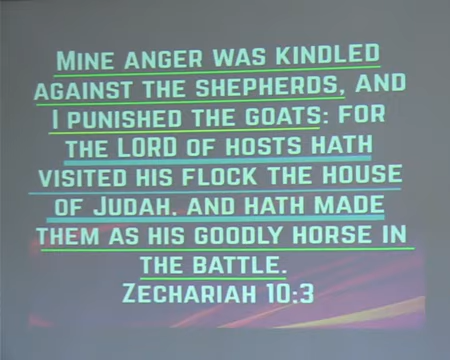 Mine anger was kindled
against the shepherds, and
I punished the goats: for
the LORD of hosts hath
visited his flock the house
of Judah, and hath made
them as his goodly horse in
the battle.
Zechariah 10:3